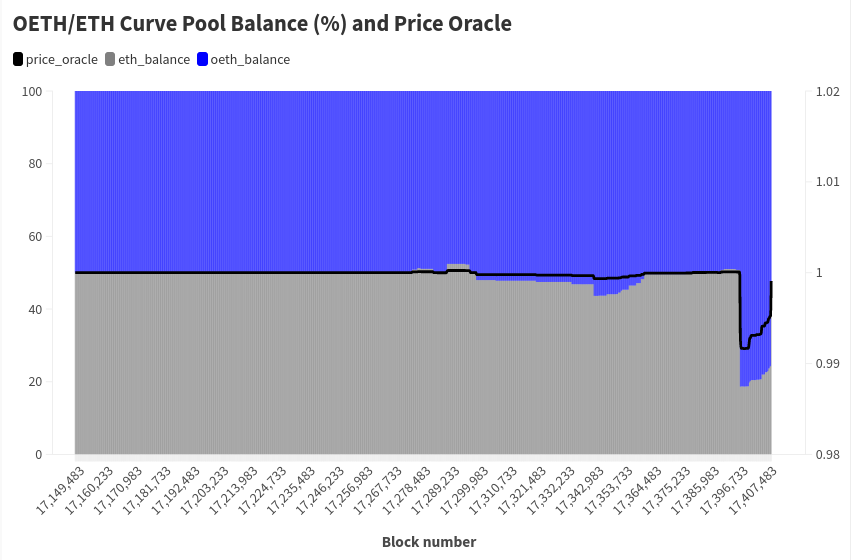 OETH/ETH Curve Pool Balance (%) and Price Oracle
price_oracle eth_balance oeth_balance
100 1.02
80
1.01
60
1
40
0.99
20
0 0.98
17,149,483 17,160,233 17,170,983 17,181,733 17,192,483 17,203,233 17,213,983 17,224,733 17,235,483 17,246,233 17,256,983 17,267,733 17,278,483 17,289,233 17,299,983 17,310,733 17,321,483 17,332,233 17,342,983 17,353,733 17,364,483 17,375,233 17,385,983 17,396,733 17,407,483
Block number